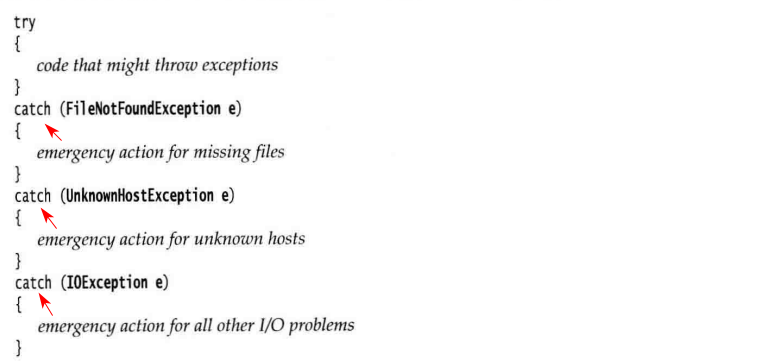 try
{
code that might throw exceptions
}
catch (FileNotFoundException e)
{
emergency action for missing files
}
catch (UnknownHostException e)
{
emergency action for unknown hosts
}
catch (IOException e)
{
emergency action for all other I/O problems
}